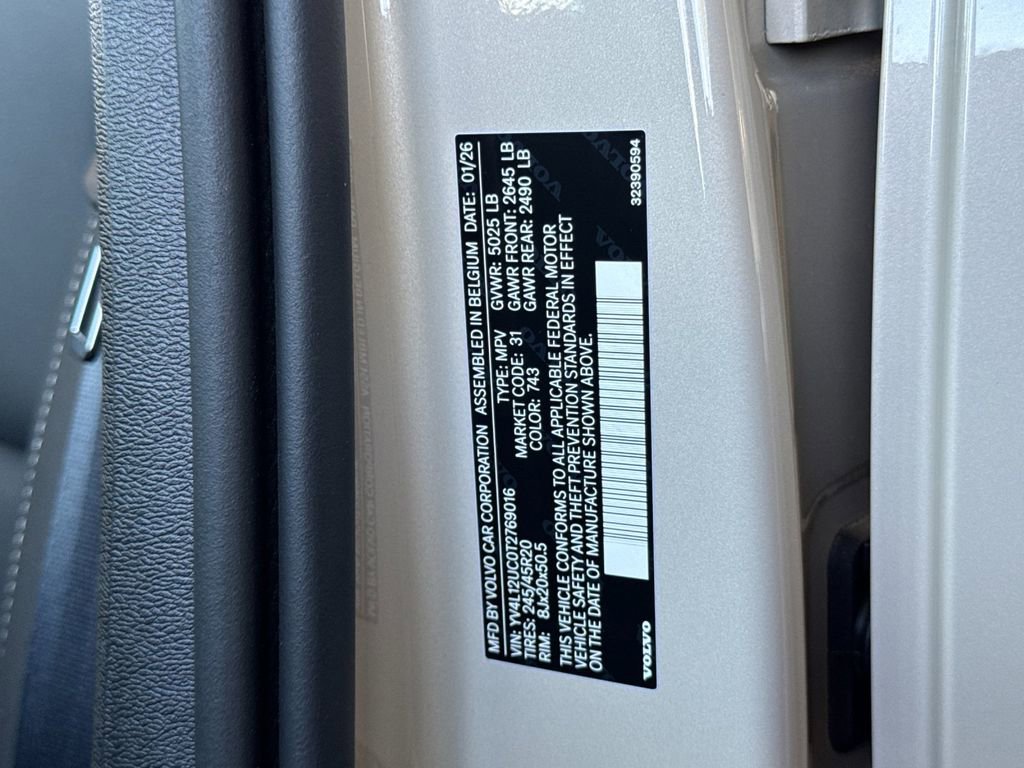 MFD BY VOLVO CAR CORPORATION ASSEMBLED IN BELGIUM DATE: 01/26
VIN: YV4L12UC0T2769016 TYPE: MPV GVWR: 5025 LB
TIRES: 245/45R20 MARKET CODE: 31 GAWR FRONT: 2645 LB
RIM: 8Jx20x50.5 COLOR: 743 GAWR REAR: 2490 LB
THIS VEHICLE CONFORMS TO ALL APPLICABLE FEDERAL MOTOR
VEHICLE SAFETY AND THEFT PREVENTION STANDARDS IN EFFECT
ON THE DATE OF MANUFACTURE SHOWN ABOVE.
VOLVO 32390594